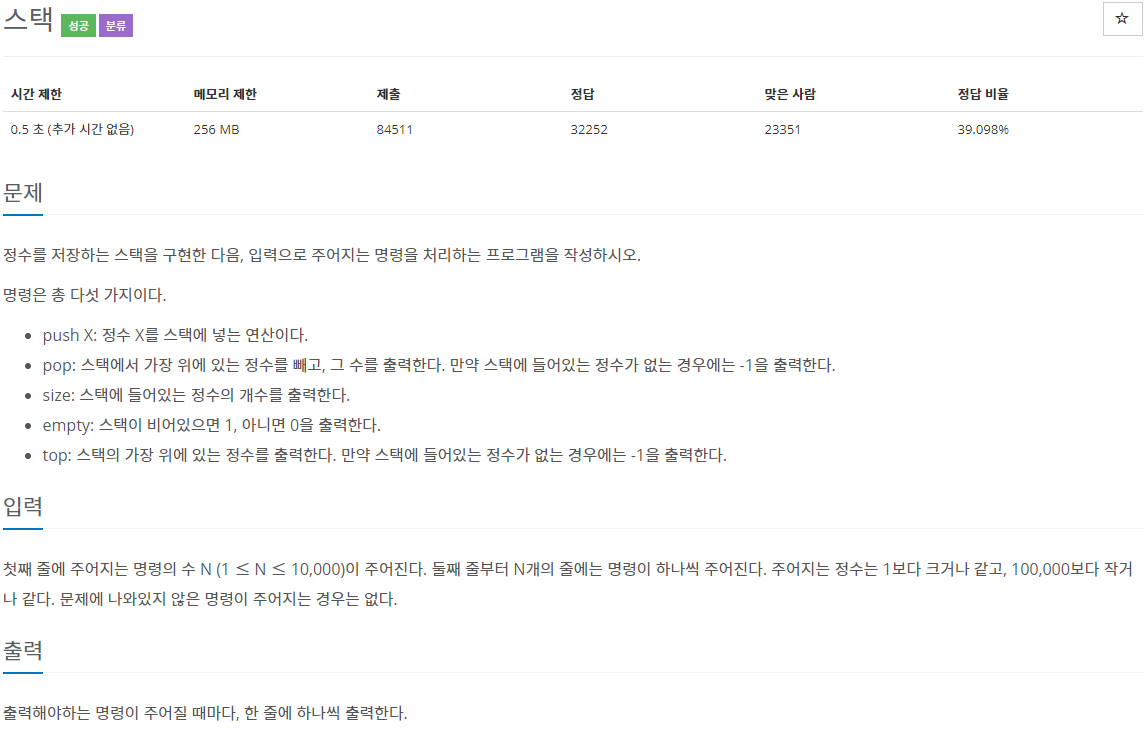 스택 성공 분류
☆
시간 제한 메모리 제한 제출 정답 맞은 사람 정답 비율
0.5 초 (추가 시간 없음) 256 MB 84511 32252 23351 39.098%
문제
정수를 저장하는 스택을 구현한 다음, 입력으로 주어지는 명령을 처리하는 프로그램을 작성하시오.
명령은 총 다섯 가지이다.
• push X: 정수 X를 스택에 넣는 연산이다.
• pop: 스택에서 가장 위에 있는 정수를 빼고, 그 수를 출력한다. 만약 스택에 들어있는 정수가 없는 경우에는 -1을 출력한다.
• size: 스택에 들어있는 정수의 개수를 출력한다.
• empty: 스택이 비어있으면 1, 아니면 0을 출력한다.
• top: 스택의 가장 위에 있는 정수를 출력한다. 만약 스택에 들어있는 정수가 없는 경우에는 -1을 출력한다.
입력
첫째 줄에 주어지는 명령의 수 N (1 ≤ N ≤ 10,000)이 주어진다. 둘째 줄부터 N개의 줄에는 명령이 하나씩 주어진다. 주어지는 정수는 1보다 크거나 같고, 100,000보다 작거
나 같다. 문제에 나와있지 않은 명령이 주어지는 경우는 없다.
출력
출력해야하는 명령이 주어질 때마다, 한 줄에 하나씩 출력한다.